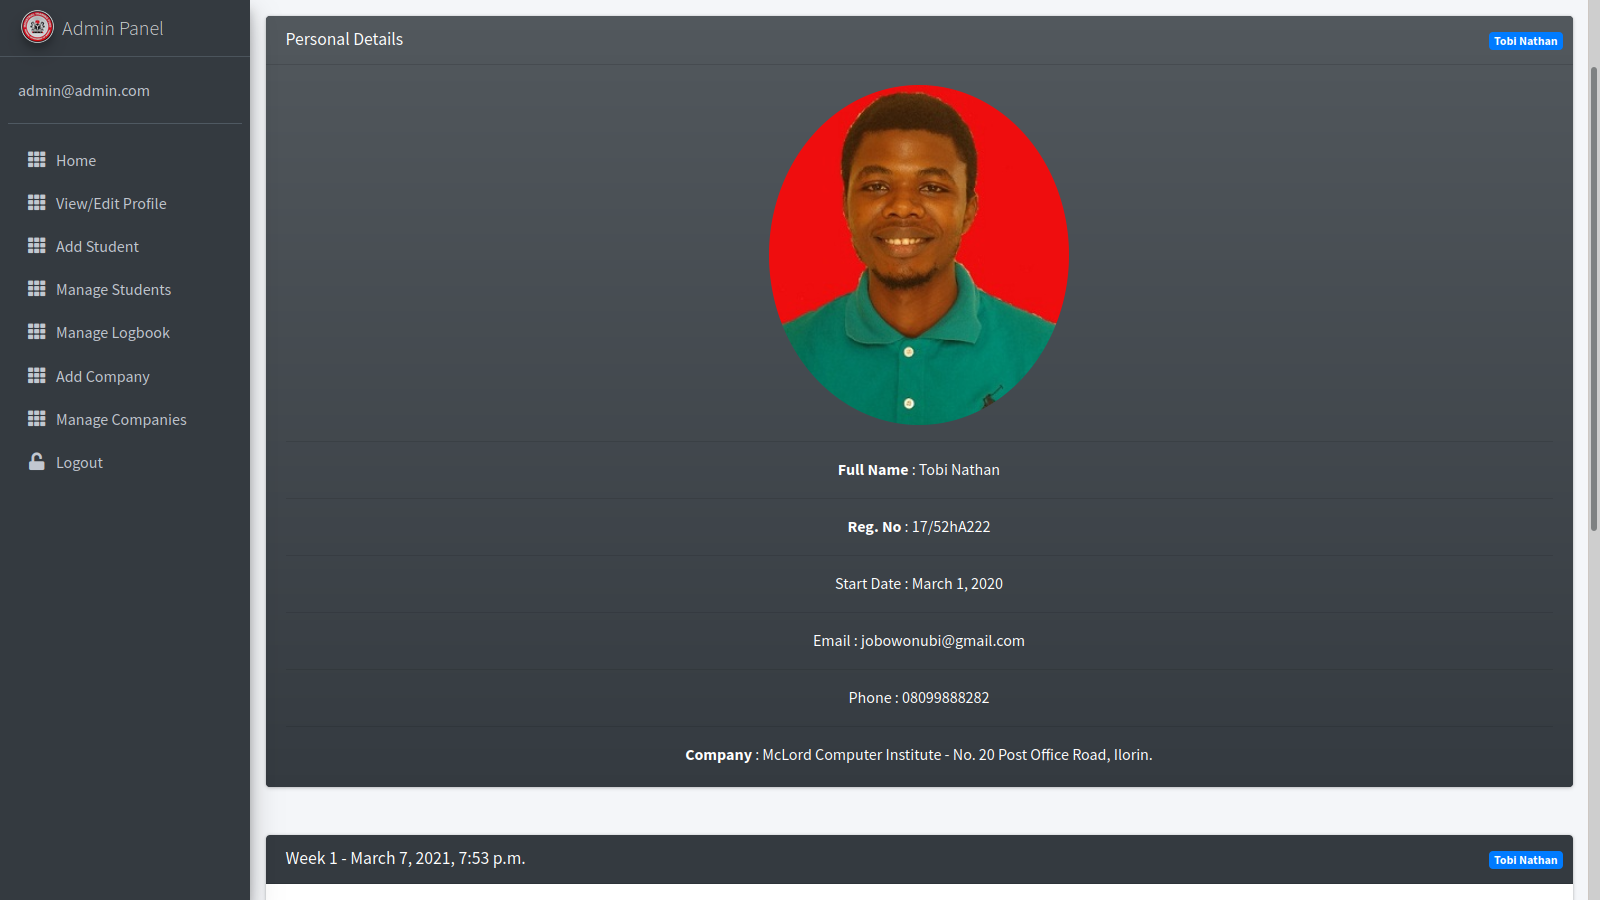 Admin Panel
admin@admin.com
Home
View/Edit Profile
Add Student
Manage Students
Manage Logbook
Add Company
Manage Companies
Logout
Personal Details
Tobi Nathan
Full Name : Tobi Nathan
Reg. No : 17/52hA222
Start Date : March 1, 2020
Email : jobowonubi@gmail.com
Phone : 08099888282
Company : McLord Computer Institute - No. 20 Post Office Road, Ilorin.
Week 1 - March 7, 2021, 7:53 p.m.
Tobi Nathan